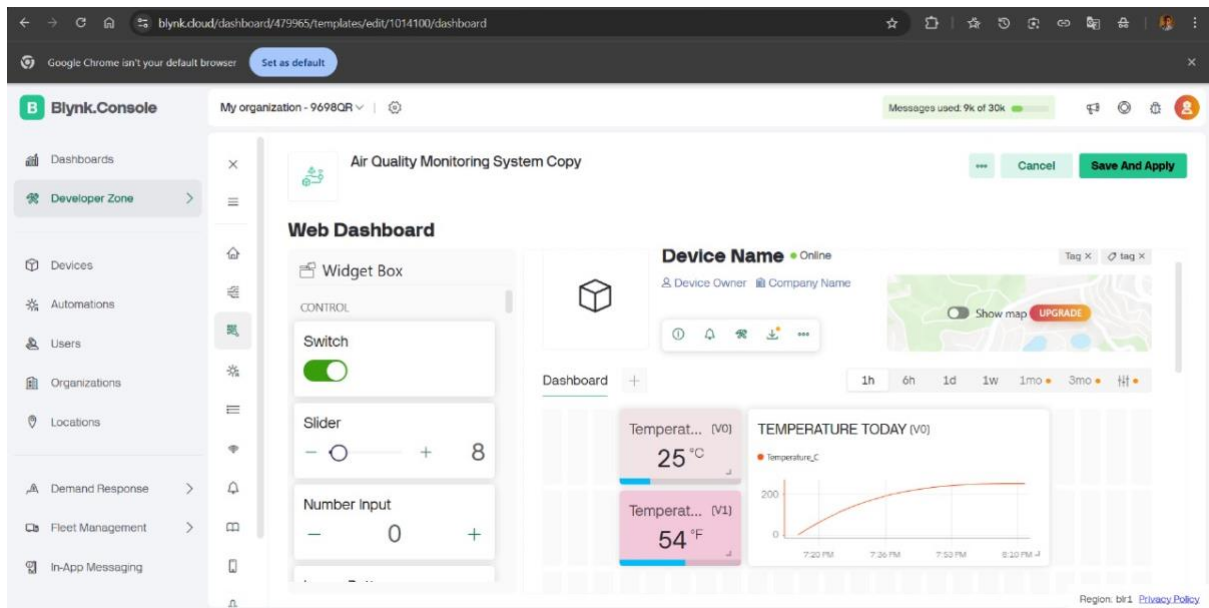 blynk.cloud/dashboard/479965/templates/edit/1014100/dashboard
Google Chrome isn't your default browser
Set as default
B
Blynk.Console
My organization - 9698QR
Messages used: 9k of 30k
Dashboards
Developer Zone
Devices
Automations
Users
Organizations
Locations
Demand Response
Fleet Management
In-App Messaging
Air Quality Monitoring System Copy
Cancel
Save And Apply
Web Dashboard
Widget Box
CONTROL
Switch
Slider
− + 8
Number Input
− 0 +
Device Name
Online
Tag ×
tag ×
Device Owner
Company Name
Show map
UPGRADE
Dashboard +
1h 6h 1d 1w 1mo 3mo
Temperat... (V0)
25 °C
Temperat... (V1)
54 °F
TEMPERATURE TODAY (V0)
Temperature_C
200
0
7:20 PM 7:36 PM 7:53 PM 8:20 PM
Region: blr1 Privacy Policy